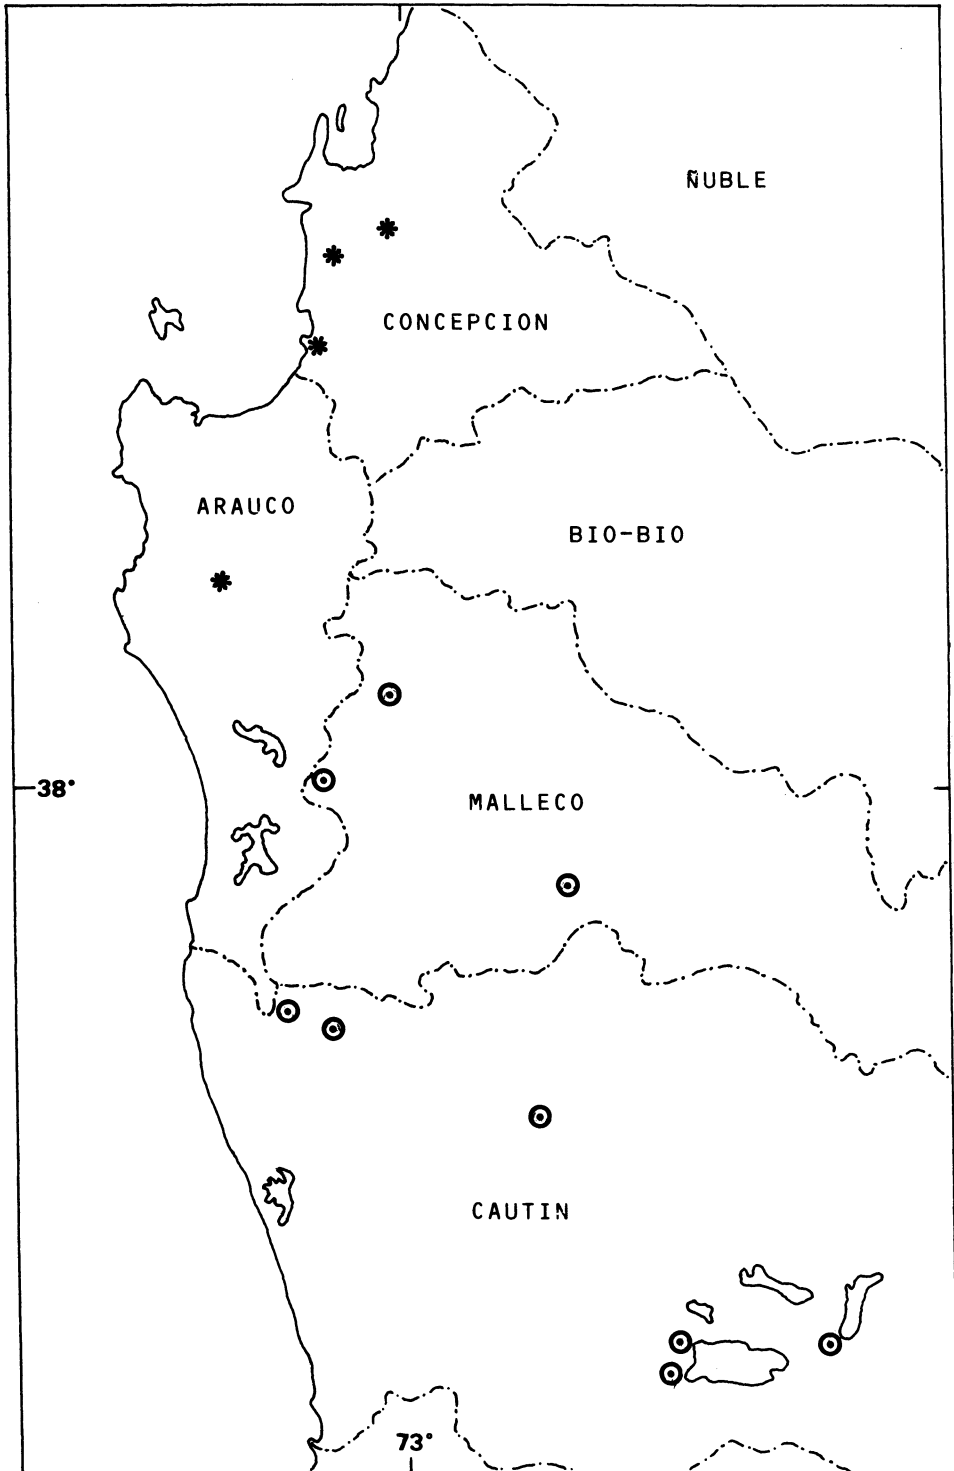 ÑUBLE
CONCEPCION
ARAUCO
BIO-BIO
38°
MALLECO
CAUTIN
73°